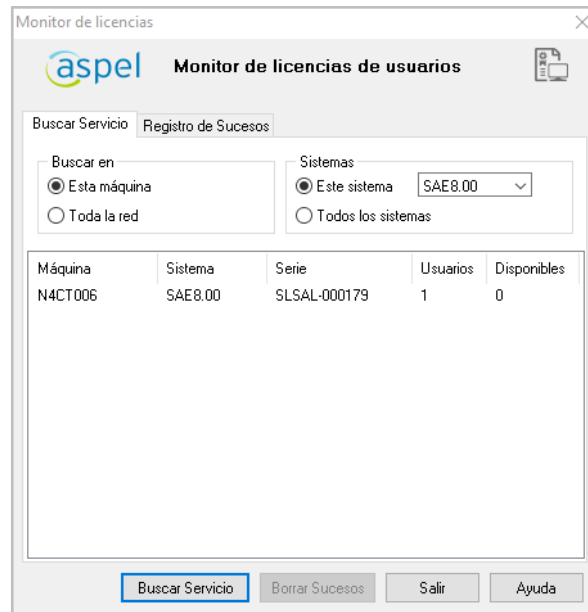 Monitor de licencias
aspel Monitor de licencias de usuarios
Buscar Servicio Registro de Sucesos
Buscar en Sistemas
Esta máquina Este sistema SAE8.00
Toda la red Todos los sistemas
Máquina Sistema Serie Usuarios Disponibles
N4CT006 SAE8.00 SLSAL-000179 1 0
Buscar Servicio Borrar Sucesos Salir Ayuda